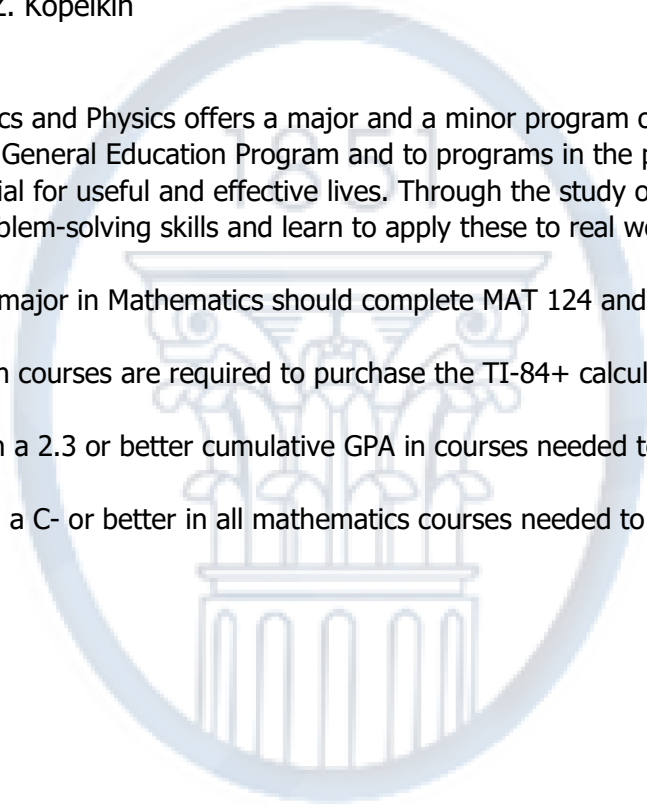 Z. Kopelkin
cs and Physics offers a major and a minor program o
General Education Program and to programs in the p
ial for useful and effective lives. Through the study o
blem-solving skills and learn to apply these to real wo
major in Mathematics should complete MAT 124 and
n courses are required to purchase the TI-84+ calcul
n a 2.3 or better cumulative GPA in courses needed to
a C- or better in all mathematics courses needed to
1851